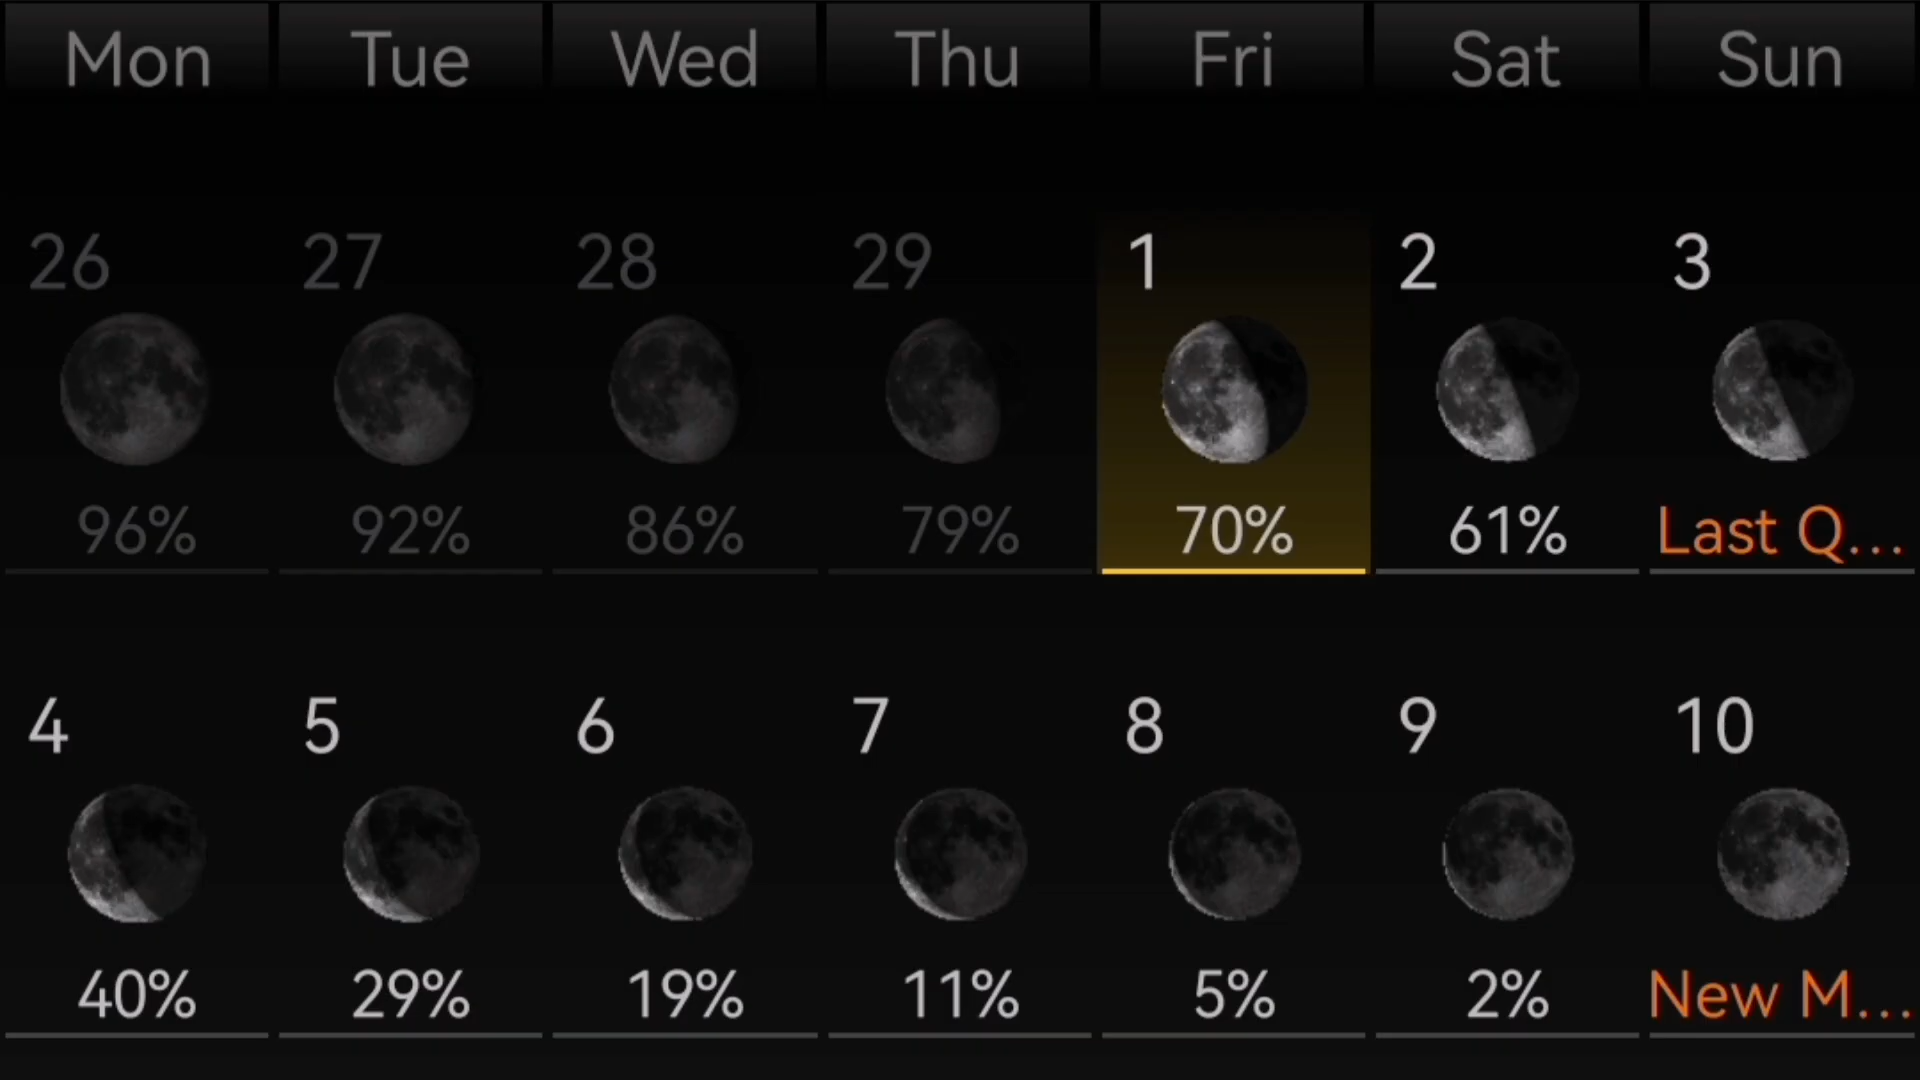 Mon Tue Wed Thu Fri Sat Sun
26 27 28 29 1 2 3
96% 92% 86% 79% 70% 61% Last Q...
4 5 6 7 8 9 10
40% 29% 19% 11% 5% 2% New M...